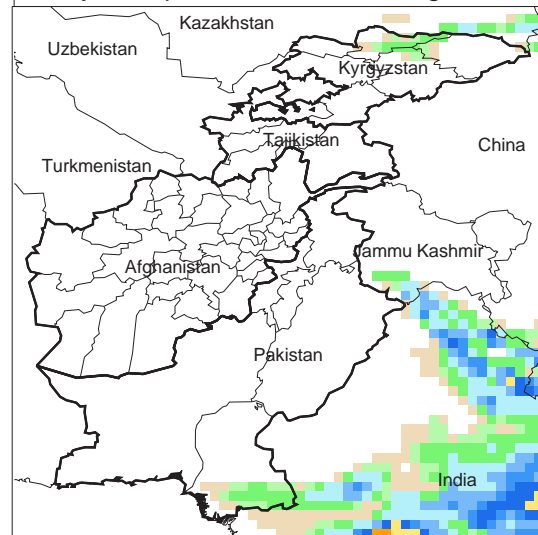 Kazakhstan
Uzbekistan
Kyrgyzstan
Tajikistan
China
Turkmenistan
Jammu Kashmir
Afghanistan
Pakistan
India